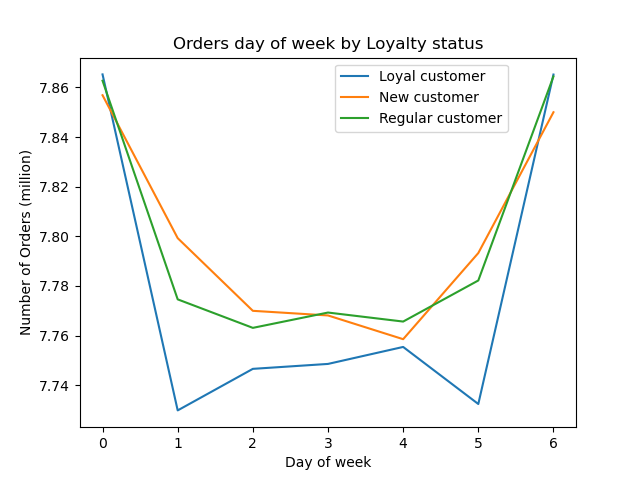 Orders day of week by Loyalty status
Loyal customer
New customer
Regular customer
7.86
7.84
7.82
7.80
7.78
7.76
7.74
Number of Orders (million)
0 1 2 3 4 5 6
Day of week